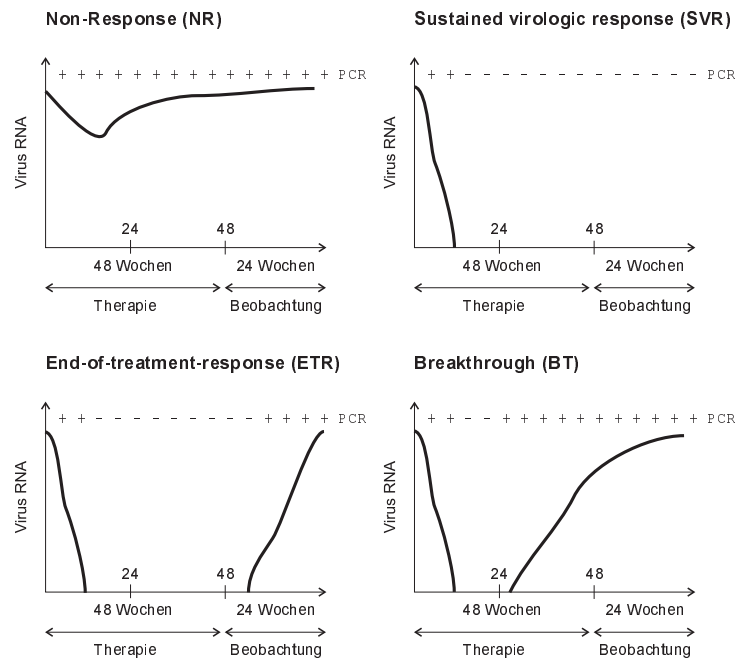 Non-Response (NR)
+ + + + + + + + + + + + + + + PCR
Virus RNA
24 48
48 Wochen 24 Wochen
Therapie Beobachtung
Sustained virologic response (SVR)
+ + - - - - - - - - - - - - - PCR
Virus RNA
24 48
48 Wochen 24 Wochen
Therapie Beobachtung
End-of-treatment-response (ETR)
+ + - - - - - - - - - + + + + PCR
Virus RNA
24 48
48 Wochen 24 Wochen
Therapie Beobachtung
Breakthrough (BT)
+ + - - + + + + + + + + + + + PCR
Virus RNA
24 48
48 Wochen 24 Wochen
Therapie Beobachtung